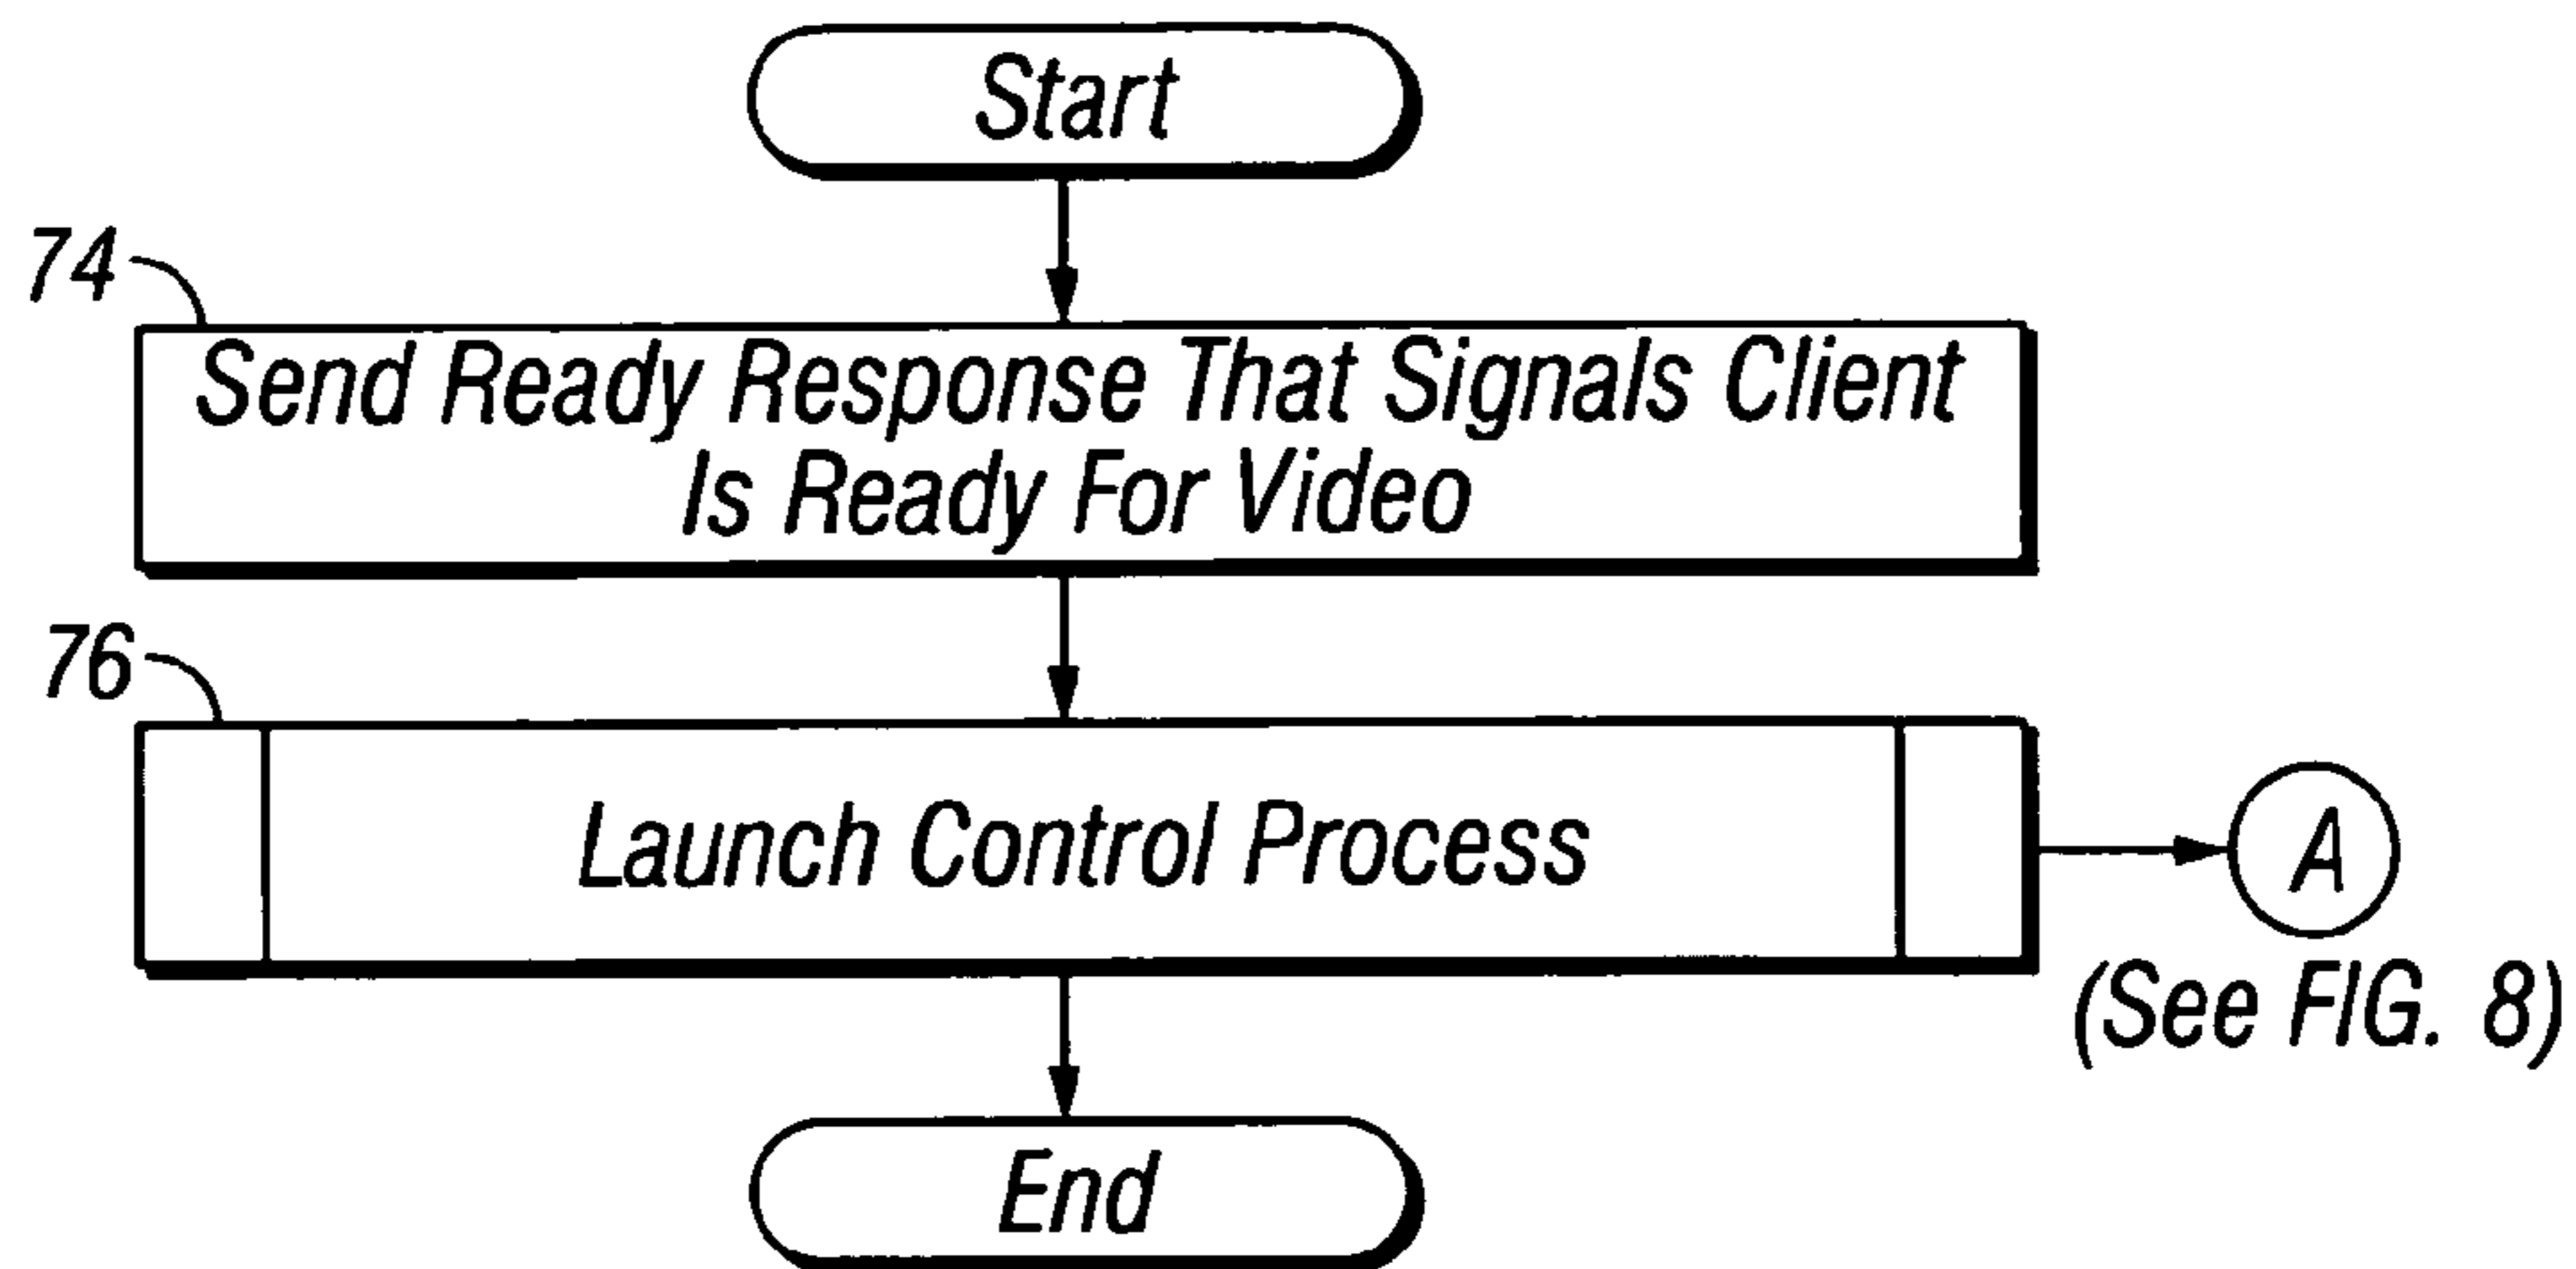 Start
74
Send Ready Response That Signals Client
Is Ready For Video
76
Launch Control Process
A
(See FIG. 8)
End